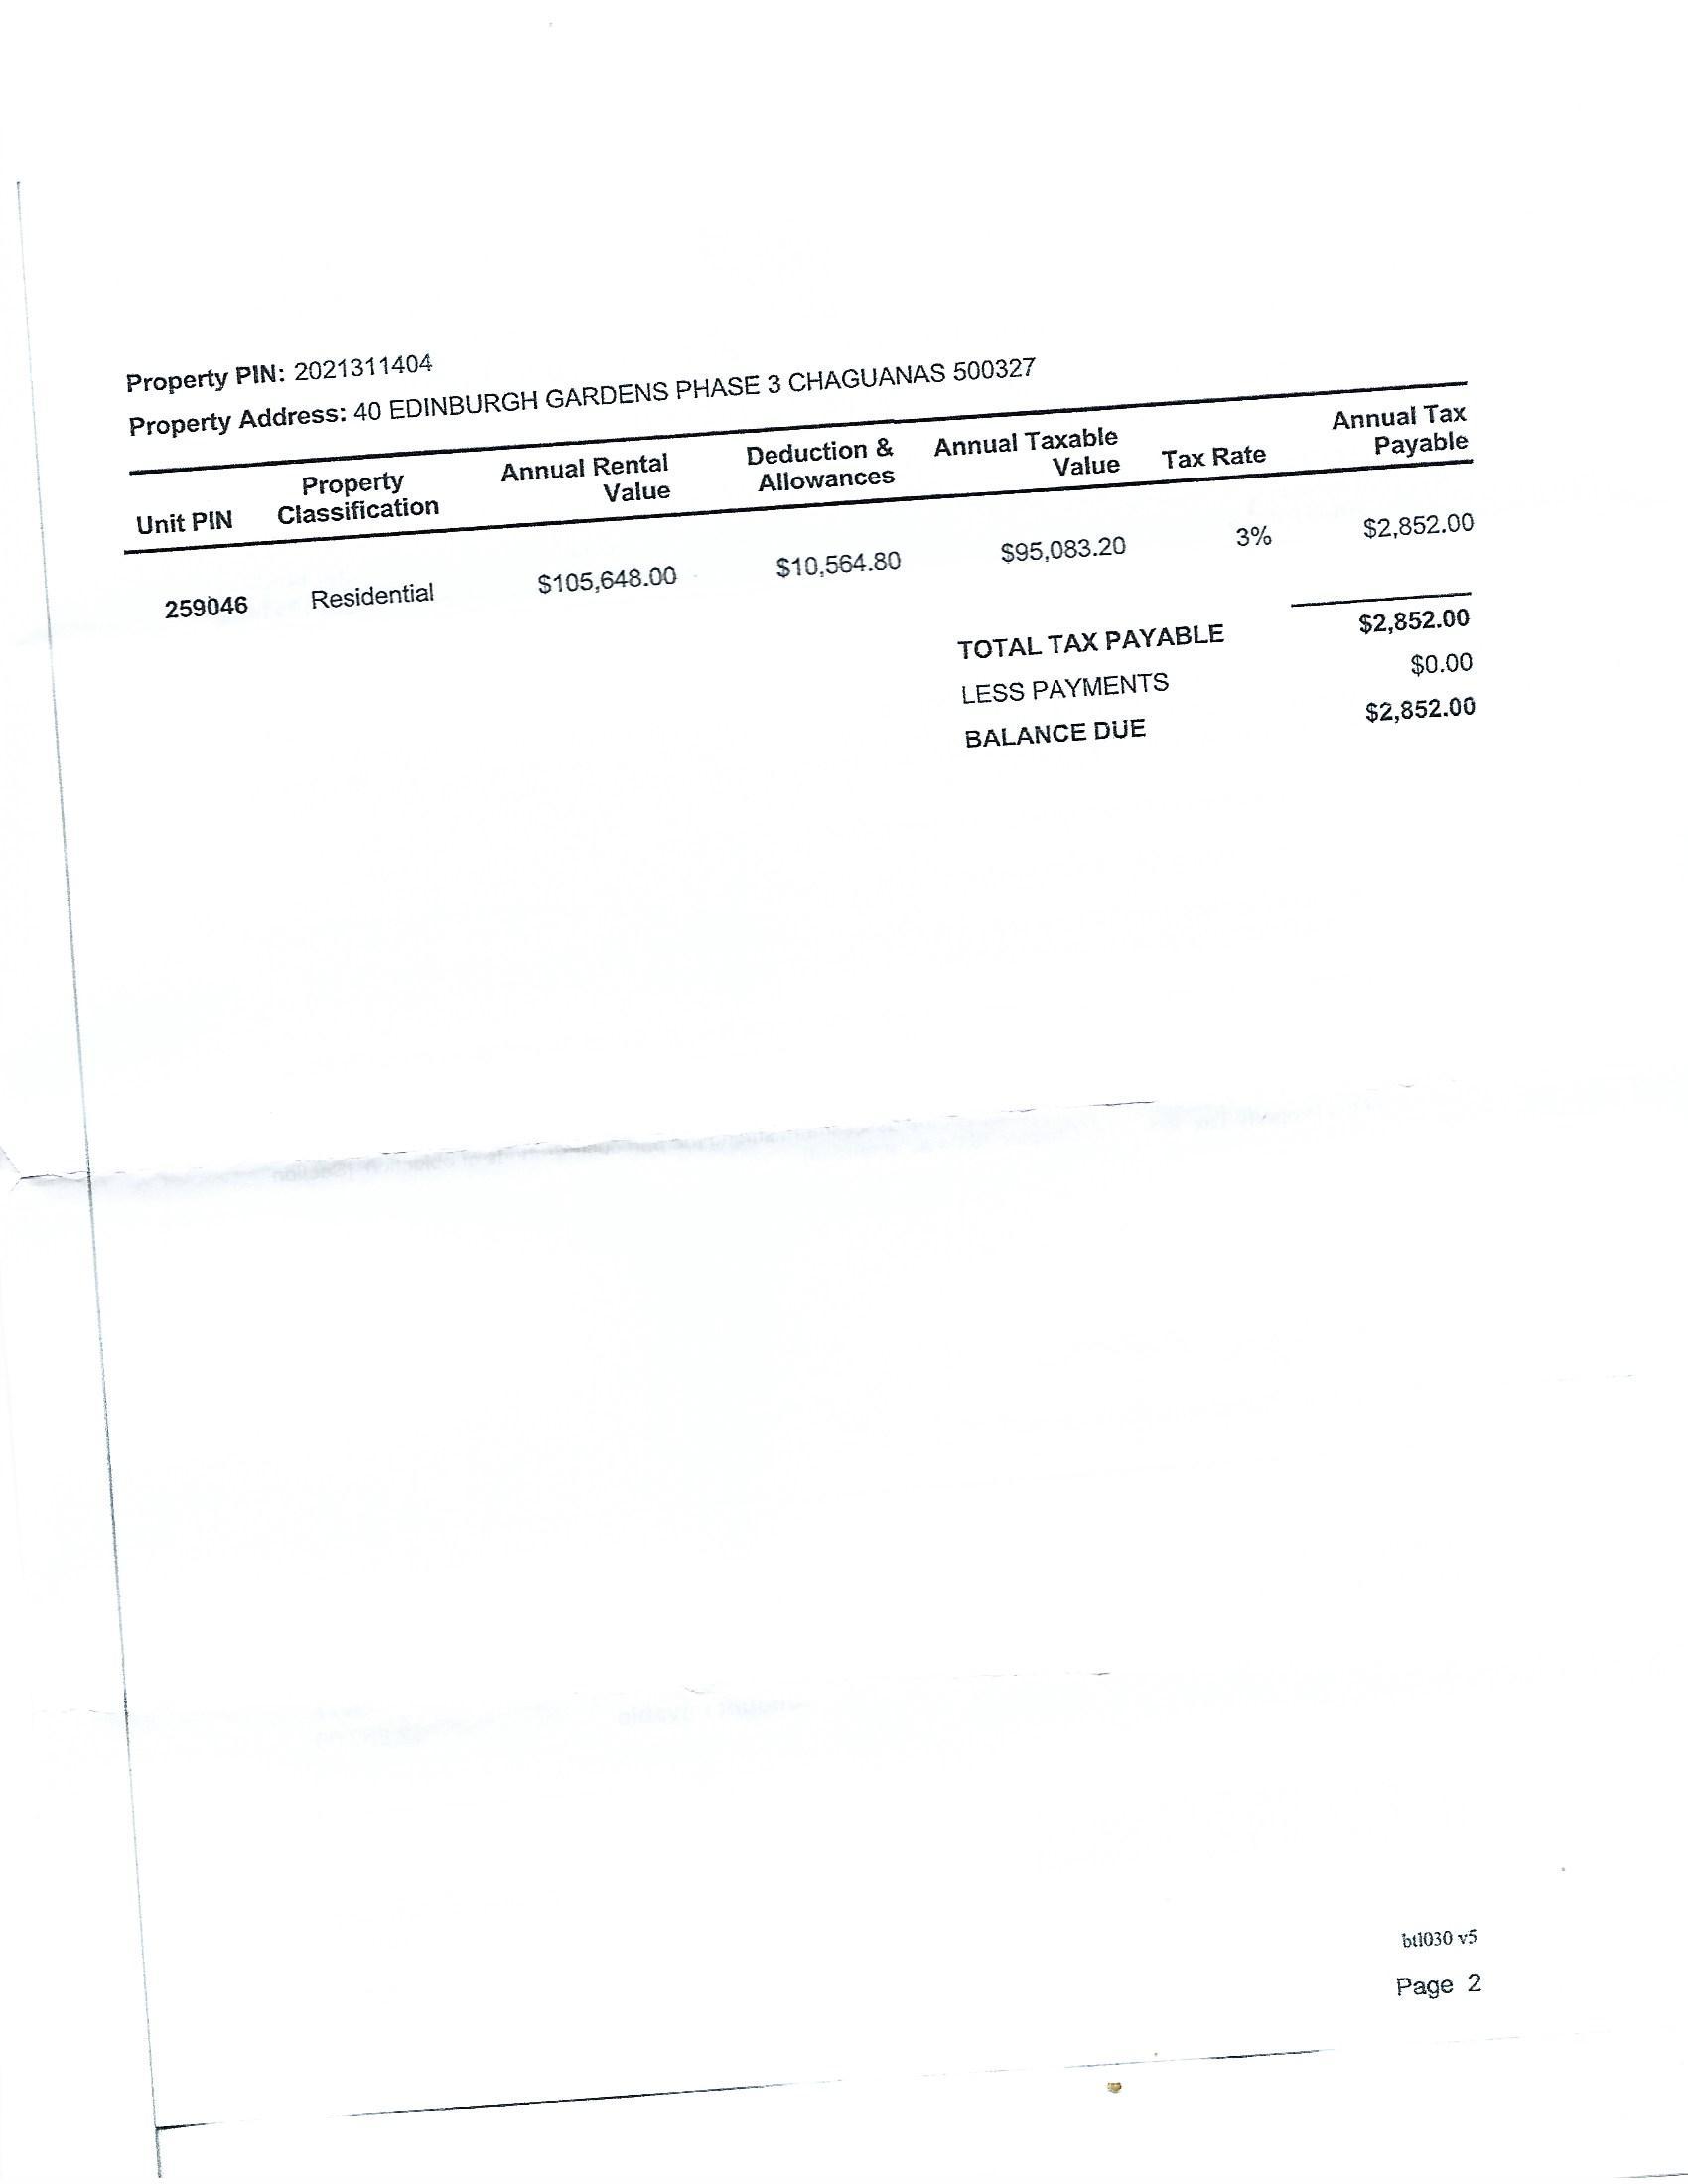 Property PIN: 2021311404
Property Address: 40 EDINBURGH GARDENS PHASE 3 CHAGUANAS 500327
Unit PIN Property Classification Annual Rental Value Deduction & Allowances Annual Taxable Value Tax Rate Annual Tax Payable
259046 Residential $105,648.00 $10,564.80 $95,083.20 3% $2,852.00
TOTAL TAX PAYABLE $2,852.00
LESS PAYMENTS $0.00
BALANCE DUE $2,852.00
btl030 v5
Page 2